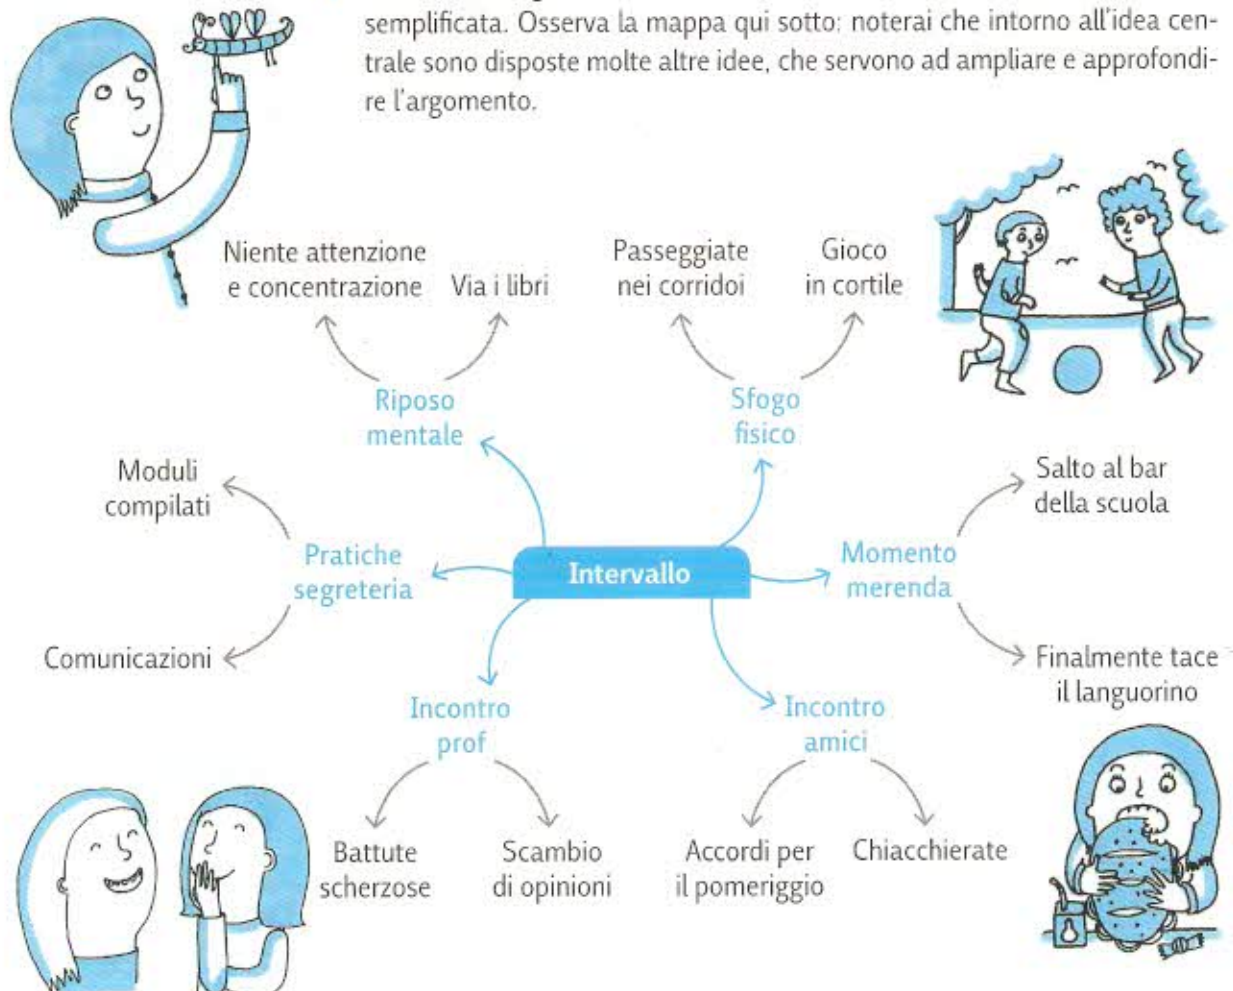 semplificata. Osserva la mappa qui sotto: noterai che intorno all'idea cen-
trale sono disposte molte altre idee, che servono ad ampliare e approfondi-
re l'argomento.
Niente attenzione
e concentrazione
Via i libri
Passeggiate
nei corridoi
Gioco
in cortile
Riposo
mentale
Sfogo
fisico
Moduli
compilati
Salto al bar
della scuola
Pratiche
segreteria
Intervallo
Momento
merenda
Comunicazioni
Finalmente tace
il languorino
Incontro
prof
Incontro
amici
Battute
scherzose
Scambio
di opinioni
Accordi per
il pomeriggio
Chiacchierate